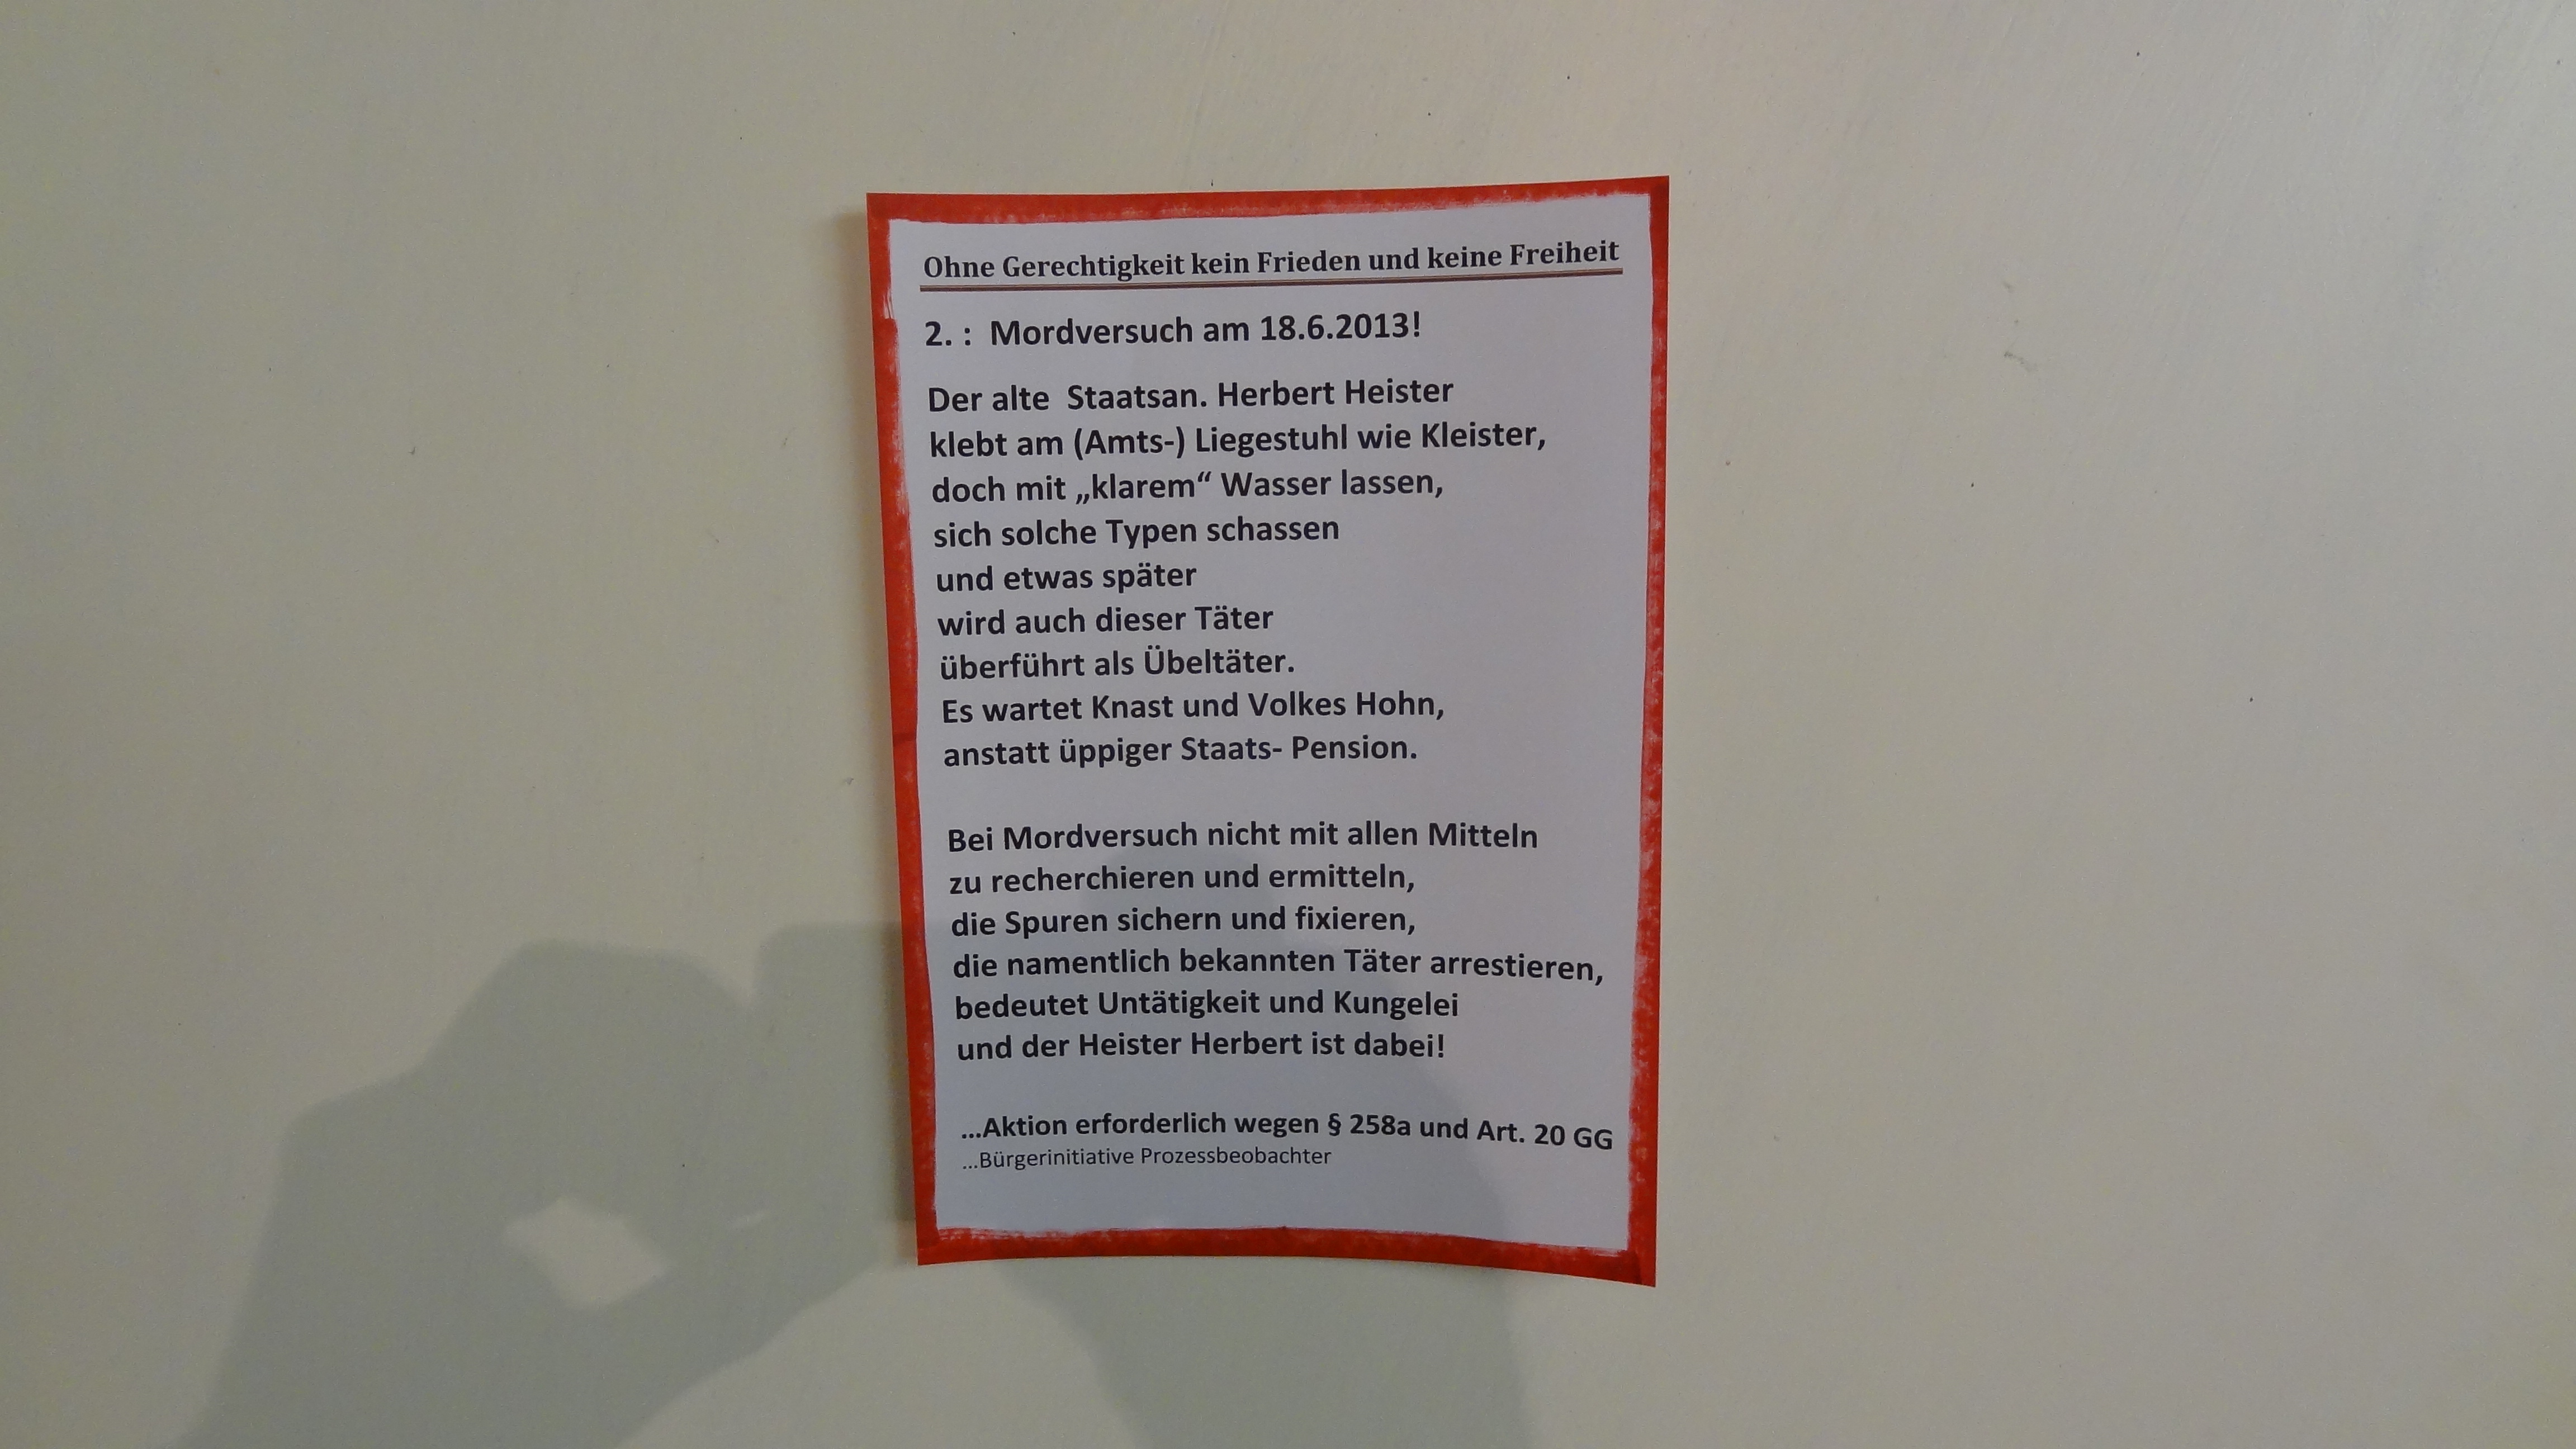 Ohne Gerechtigkeit kein Frieden und keine Freiheit
2. : Mordversuch am 18.6.2013!
Der alte Staatsan. Herbert Heister
klebt am (Amts-) Liegestuhl wie Kleister,
doch mit „klarem“ Wasser lassen,
sich solche Typen schassen
und etwas später
wird auch dieser Täter
überführt als Übeltäter.
Es wartet Knast und Volkes Hohn,
anstatt üppiger Staats- Pension.
Bei Mordversuch nicht mit allen Mitteln
zu recherchieren und ermitteln,
die Spuren sichern und fixieren,
die namentlich bekannten Täter arrestieren,
bedeutet Untätigkeit und Kungelei
und der Heister Herbert ist dabei!
...Aktion erforderlich wegen § 258a und Art. 20 GG
...Bürgerinitiative Prozessbeobachter